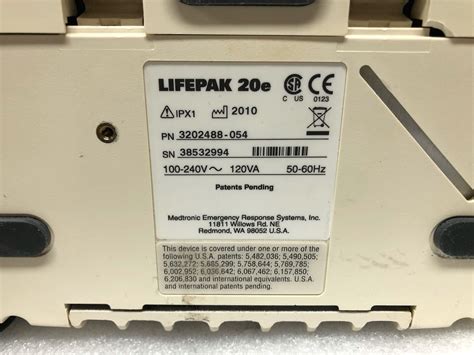 LIFEPAK 20e
C US
0123
IPX1 2010
PN 3202488-054
SN 38532994
100-240V 120VA 50-60Hz
Patents Pending
Medtronic Emergency Response Systems, Inc.
11811 Willows Rd. NE
Redmond, WA 98052 U.S.A.
This device is covered under one or more of the
following U.S.A. patents: 5,482,036; 5,490,505;
5,632,272; 5,685,299; 5,758,644; 5,769,785;
6,002,952; 6,036,642; 6,067,462; 6,157,850;
6,206,830 and international equivalents. U.S.A.
and international patents pending.